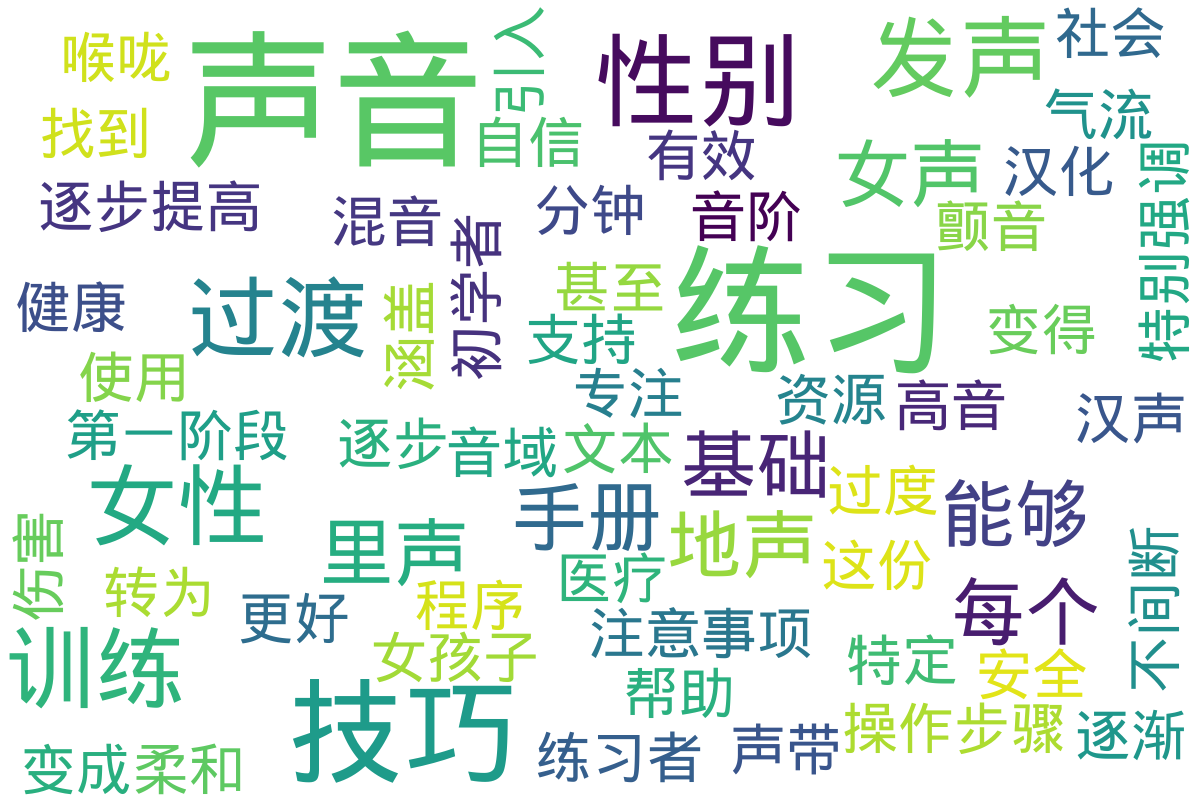 喉咙
声音
引人
性别
发声
社会
找到
自信
有效
气流
女声
汉化
特别强调
逐步提高
混音
初学者
分钟
音阶
颤音
健康
过渡
涵盖
甚至
练习
变得
支持
使用
专注
资源
高音
汉声
第一阶段
逐步
音域
文本
基础
过度
能够
女性
手册
地声
里声
伤害
转为
医疗
这份
不间断
更好
程序
每个
训练
女孩子
注意事项
特定
安全
技巧
帮助
操作步骤
逐渐
变成
柔和
练习者
声带